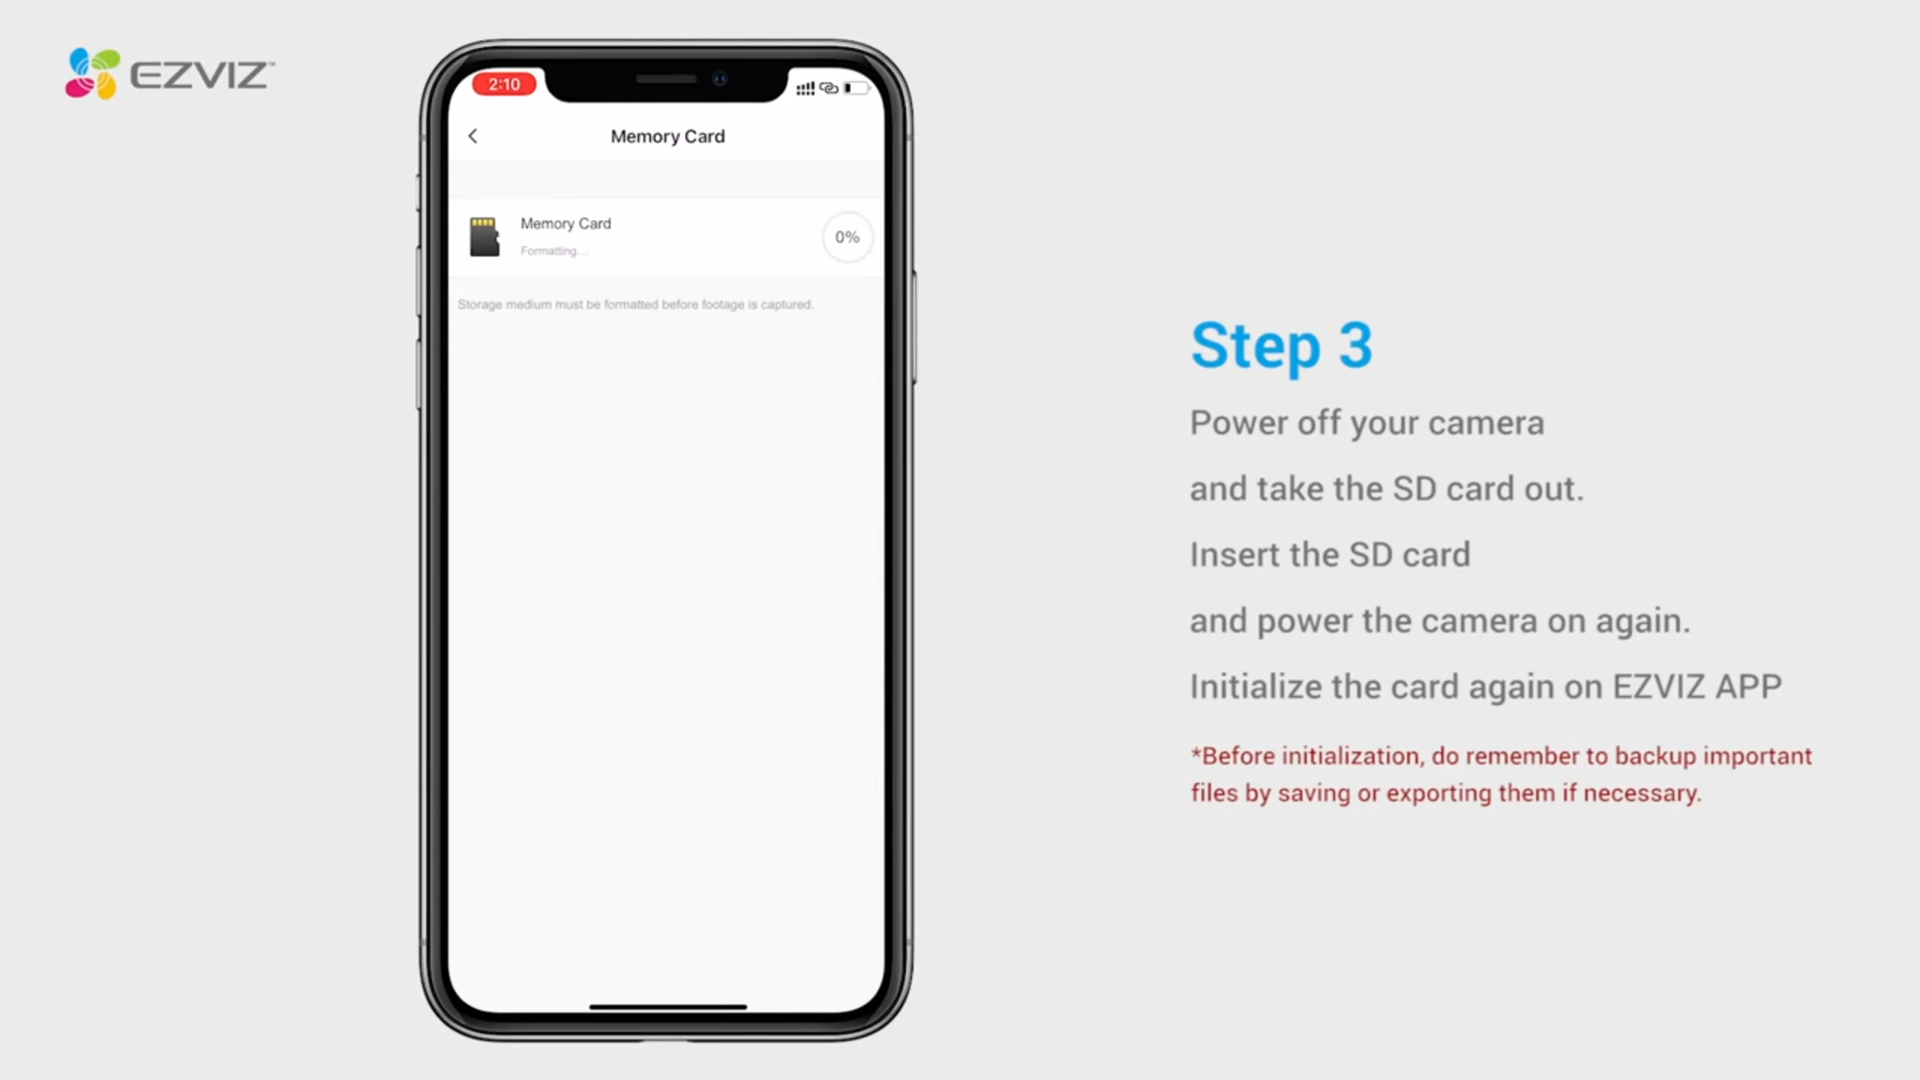 EZVIZ™
2:10
Memory Card
Memory Card
Formatting...
0%
Storage medium must be formatted before footage is captured.
Step 3
Power off your camera
and take the SD card out.
Insert the SD card
and power the camera on again.
Initialize the card again on EZVIZ APP
*Before initialization, do remember to backup important
files by saving or exporting them if necessary.